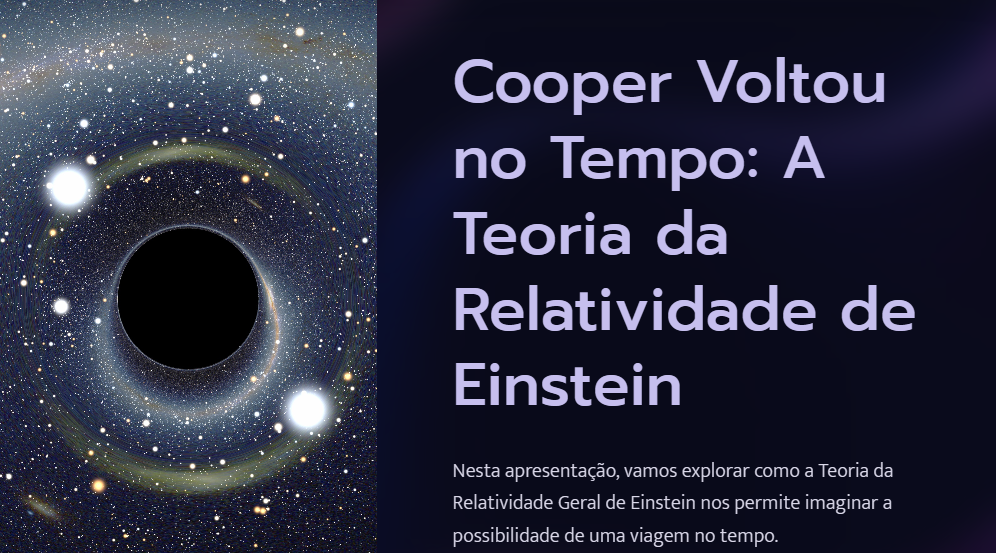 Cooper Voltou
no Tempo: A
Teoria da
Relatividade de
Einstein
Nesta apresentação, vamos explorar como a Teoria da
Relatividade Geral de Einstein nos permite imaginar a
possibilidade de uma viagem no tempo.